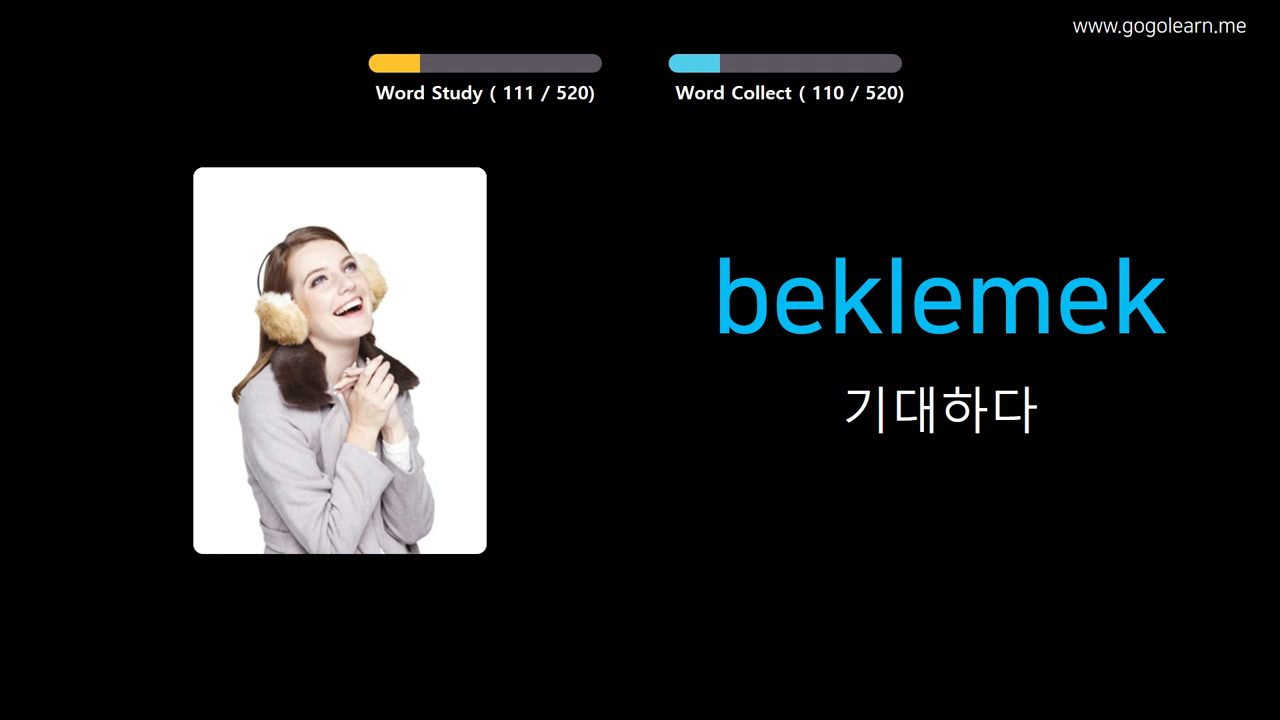 www.gogolearn.me
Word Study ( 111 / 520)
Word Collect ( 110 / 520)
beklemek
기대하다